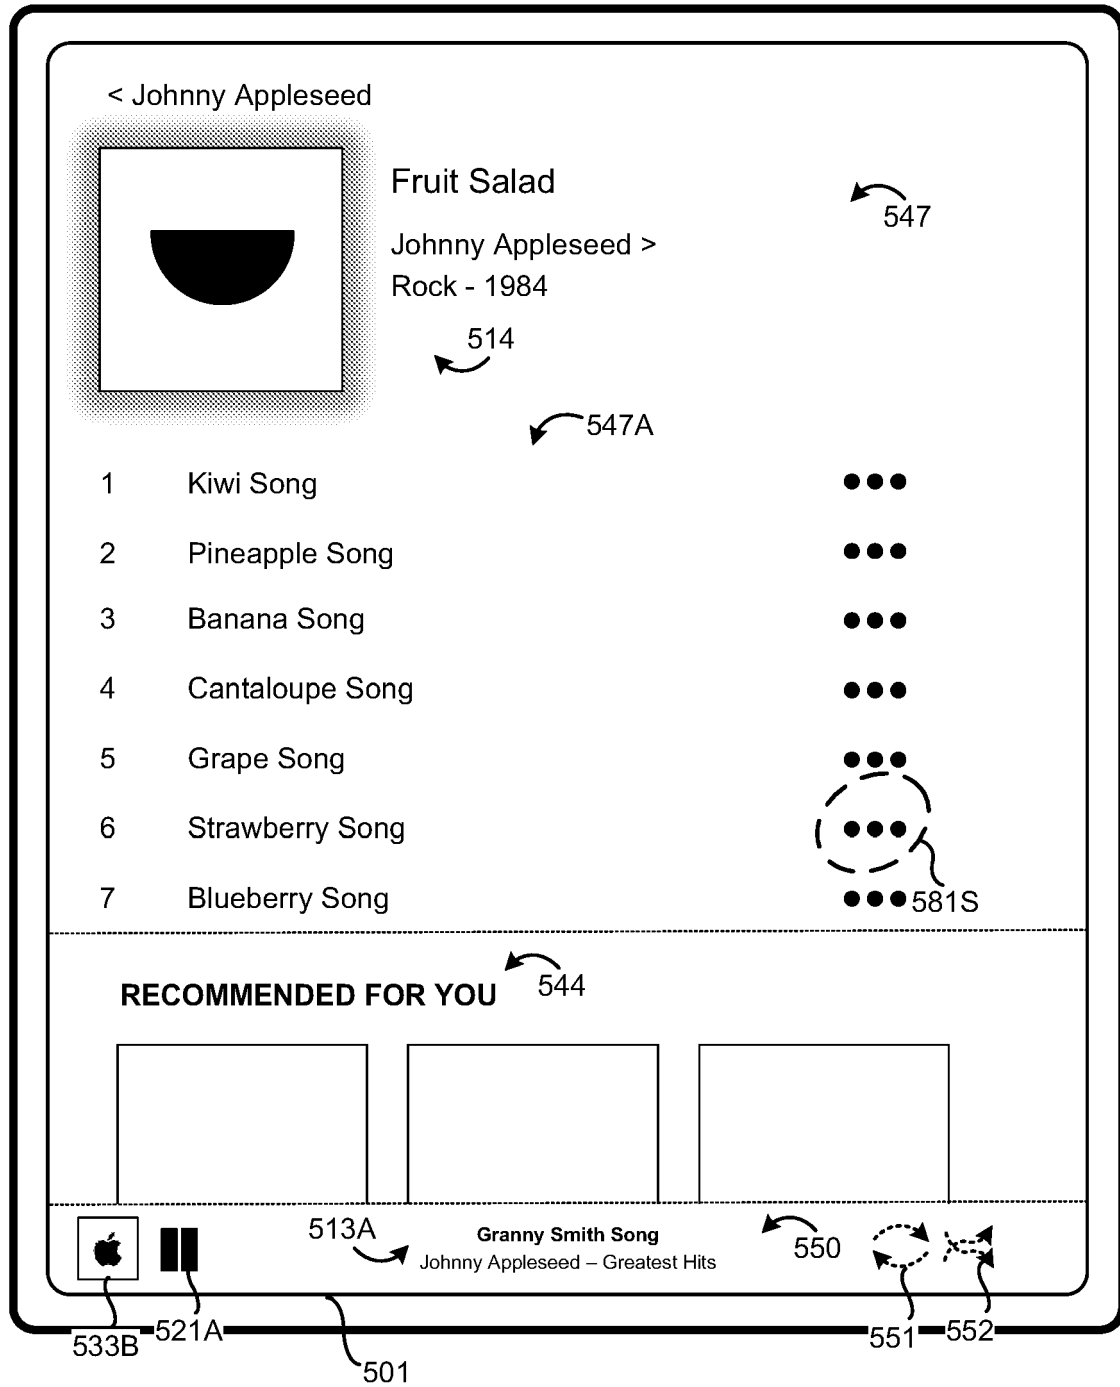 < Johnny Appleseed
Fruit Salad
547
Johnny Appleseed >
Rock - 1984
514
547A
1 Kiwi Song
2 Pineapple Song
3 Banana Song
4 Cantaloupe Song
5 Grape Song
6 Strawberry Song
7 Blueberry Song
581S
544
RECOMMENDED FOR YOU
513A
Granny Smith Song
550
Johnny Appleseed – Greatest Hits
533B
521A
501
551
552